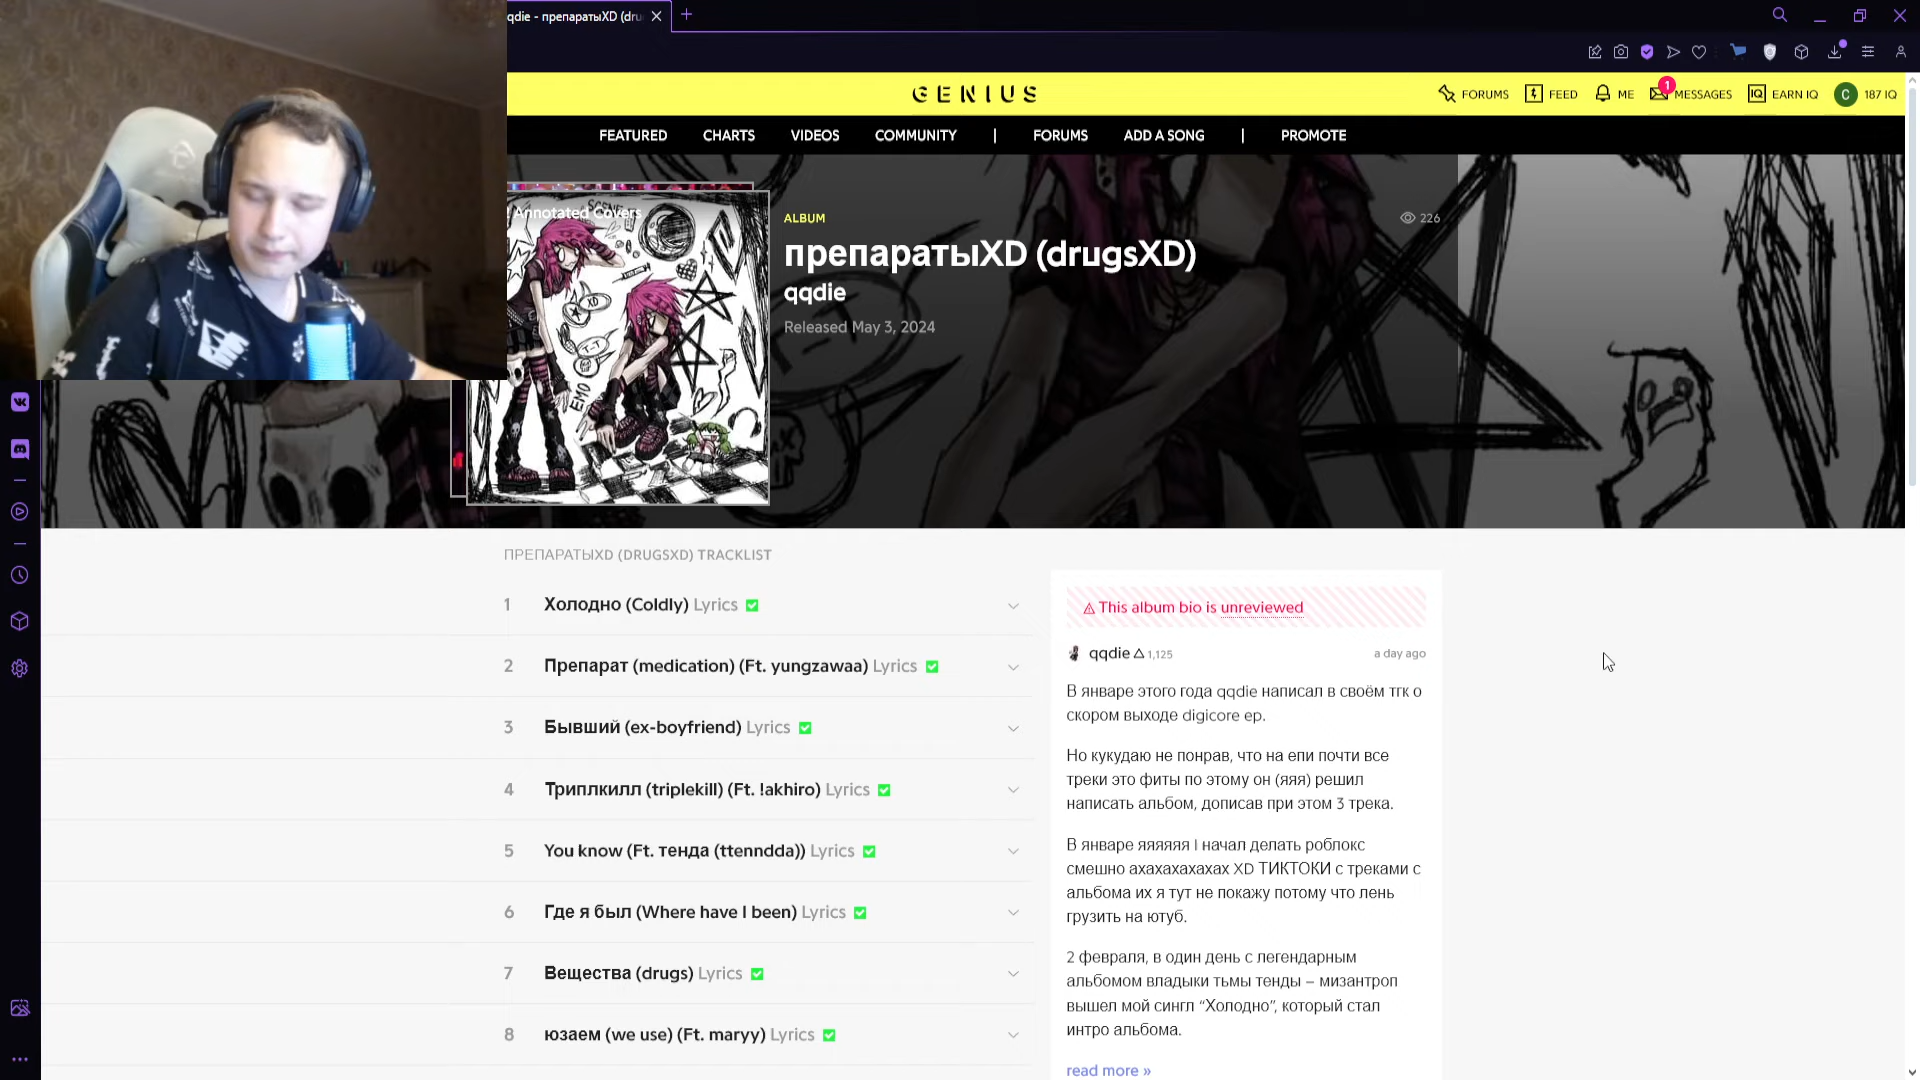 qqdie - препаратыXD (dru
GENIUS
FORUMS
FEED
ME
1
MESSAGES
IQ
EARN IQ
C
187 IQ
FEATURED
CHARTS
VIDEOS
COMMUNITY
|
FORUMS
ADD A SONG
|
PROMOTE
Annotated Covers
SCENE
XD
T-T
EMO
ALBUM
226
препаратыXD (drugsXD)
qqdie
Released May 3, 2024
ПРЕПАРАТЫXD (DRUGSXD) TRACKLIST
1 Холодно (Coldly) Lyrics
2 Препарат (medication) (Ft. yungzawaa) Lyrics
3 Бывший (ex-boyfriend) Lyrics
4 Триплкилл (triplekill) (Ft. !akhiro) Lyrics
5 You know (Ft. тенда (ttenndda)) Lyrics
6 Где я был (Where have I been) Lyrics
7 Вещества (drugs) Lyrics
8 юзаем (we use) (Ft. maryy) Lyrics
This album bio is unreviewed
qqdie 1,125
a day ago
В январе этого года qqdie написал в своём тгк о
скором выходе digicore ep.
Но кукудаю не понрав, что на епи почти все
треки это фиты по этому он (яяя) решил
написать альбом, дописав при этом 3 трека.
В январе яяяяяя I начал делать роблокс
смешно ахахахахахах XD ТИКТОКИ с треками с
альбома их я тут не покажу потому что лень
грузить на ютуб.
2 февраля, в один день с легендарным
альбомом владыки тьмы тенды – мизантроп
вышел мой сингл “Холодно”, который стал
интро альбома.
read more »